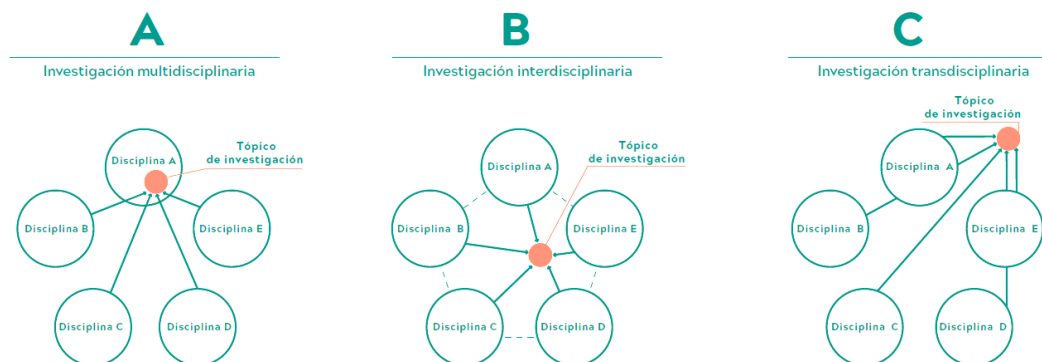 A
Investigación multidisciplinaria
Tópico
de investigación
Disciplina A
Disciplina B
Disciplina E
Disciplina C
Disciplina D
B
Investigación interdisciplinaria
Tópico
de investigación
Disciplina
A
Disciplina B
Disciplina E
Disciplina C
Disciplina D
C
Investigación transdisciplinaria
Tópico
de investigación
Disciplina
A
Disciplina B
Disciplina E
Disciplina C
Disciplina D